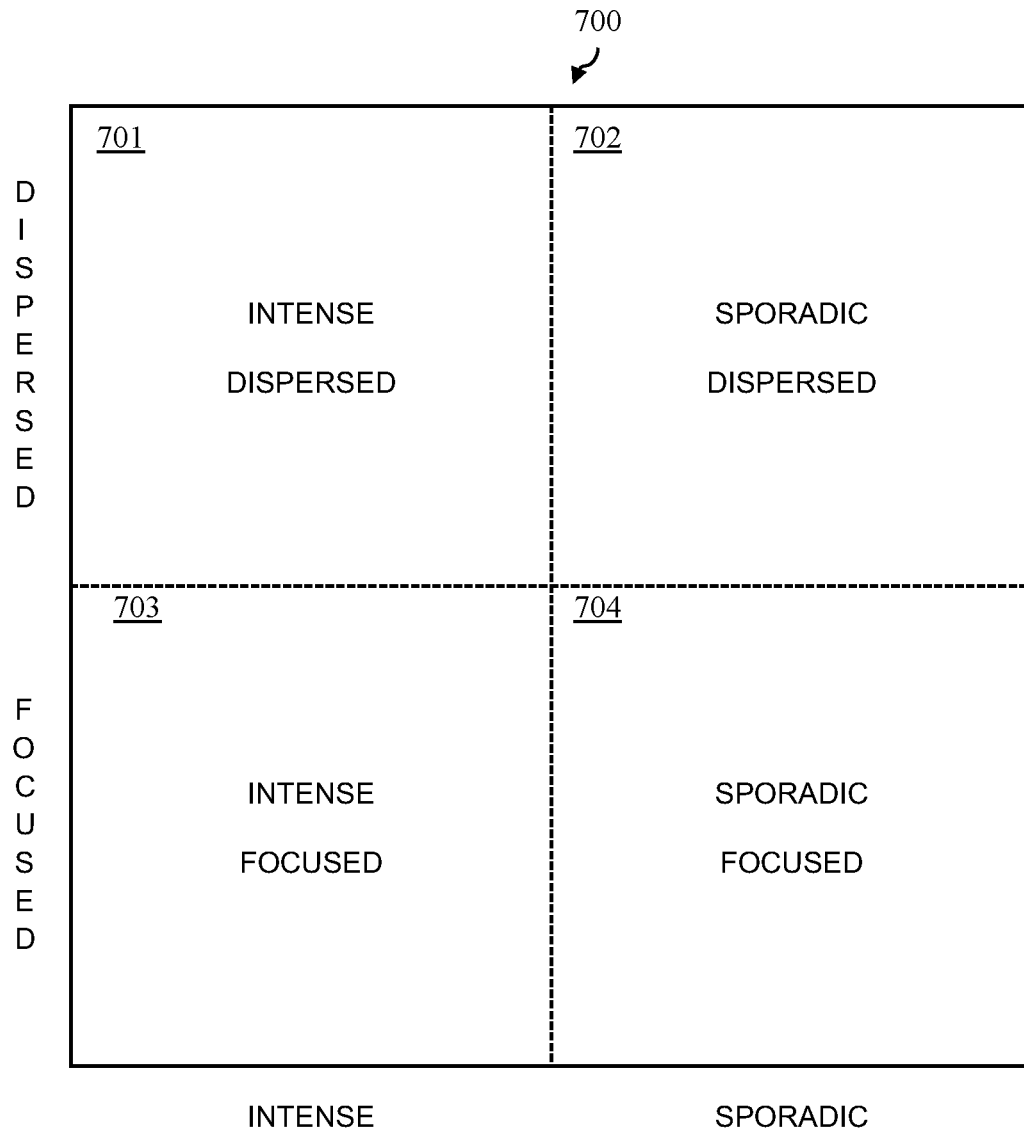 700
701
702
DISPERSED
INTENSE
DISPERSED
SPORADIC
DISPERSED
703
704
FOCUSED
INTENSE
FOCUSED
SPORADIC
FOCUSED
INTENSE
SPORADIC